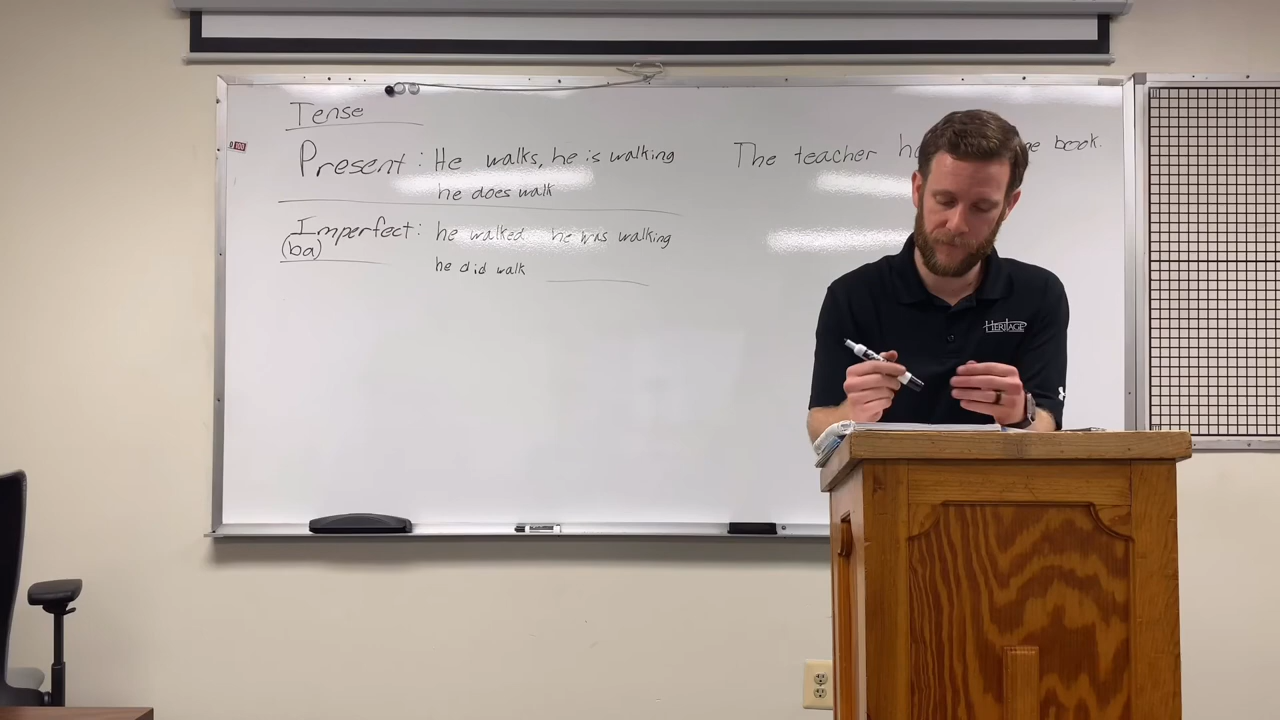 Tense
Present: He walks, he is walking
he does walk
Imperfect: he walked he was walking
(ba)
he did walk
The teacher book.
HERITAGE